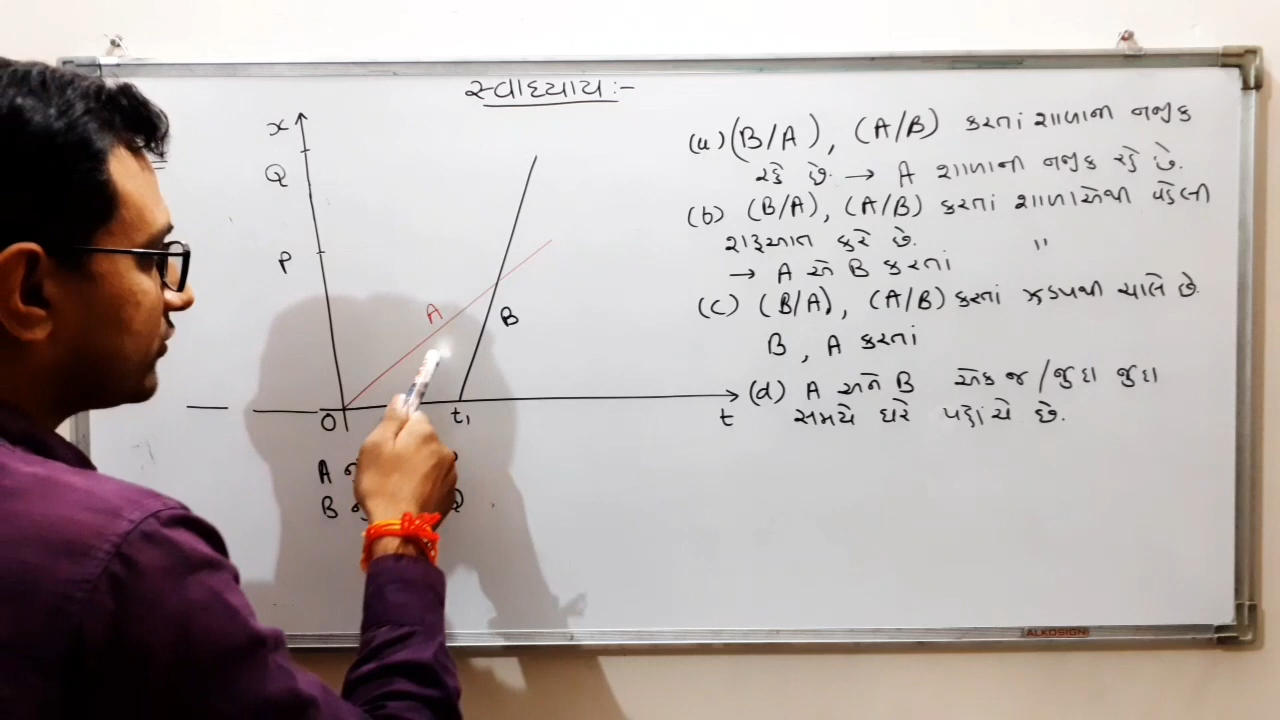 સ્વાધ્યાય :-
x
Q
P
A
B
O
t₁
t
A
B
Q
(a) (B/A), (A/B) કરતાં શાળાની નજીક
રહે છે. → A શાળાની નજીક રહે છે.
(b) (B/A), (A/B) કરતાં શાળાએથી વહેલી
શરૂઆત કરે છે.
"
→ A એ B કરતાં
(c) (B/A), (A/B) કરતાં ઝડપથી ચાલે છે.
B, A કરતાં
(d) A અને B એક જ / જુદા જુદા
સમયે ઘરે પહોંચે છે.
ALKOSIGN